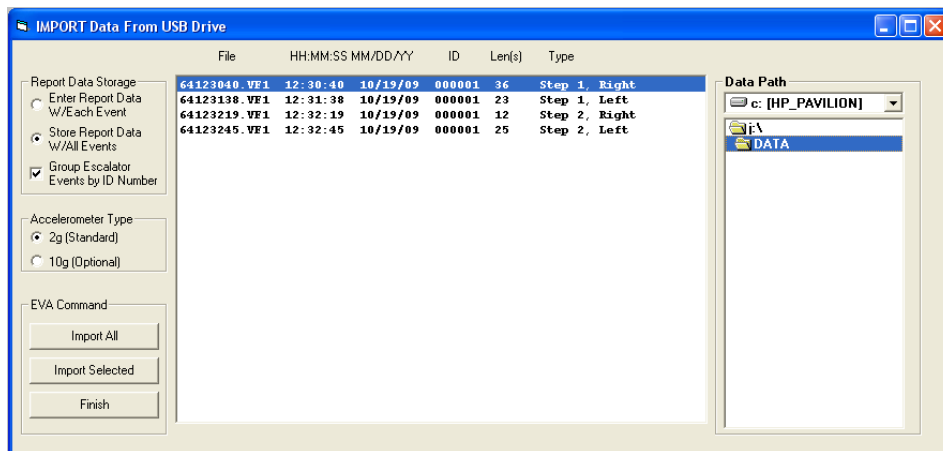 IMPORT Data From USB Drive
File HH:MM:SS MM/DD/YY ID Len(s) Type
Report Data Storage
Enter Report Data
W/Each Event
Store Report Data
W/All Events
Group Escalator
Events by ID Number
Accelerometer Type
2g (Standard)
10g (Optional)
EVA Command
Import All
Import Selected
Finish
64123040.VF1 12:30:40 10/19/09 000001 36 Step 1, Right
64123138.VF1 12:31:38 10/19/09 000001 23 Step 1, Left
64123219.VF1 12:32:19 10/19/09 000001 12 Step 2, Right
64123245.VF1 12:32:45 10/19/09 000001 25 Step 2, Left
Data Path
c: [HP_PAVILION]
j:\
DATA